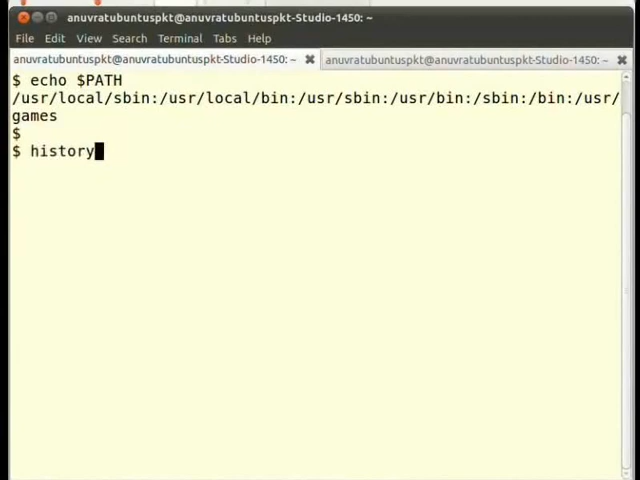 anuvratubuntuspkt@anuvratubuntuspkt-Studio-1450: ~
File Edit View Search Terminal Tabs Help
anuvratubuntuspkt@anuvratubuntuspkt-Studio-1450: ~ anuvratubuntuspkt@anuvratubuntuspkt-Studio-1450: ~
$ echo $PATH
/usr/local/sbin:/usr/local/bin:/usr/sbin:/usr/bin:/sbin:/bin:/usr/
games
$
$ history